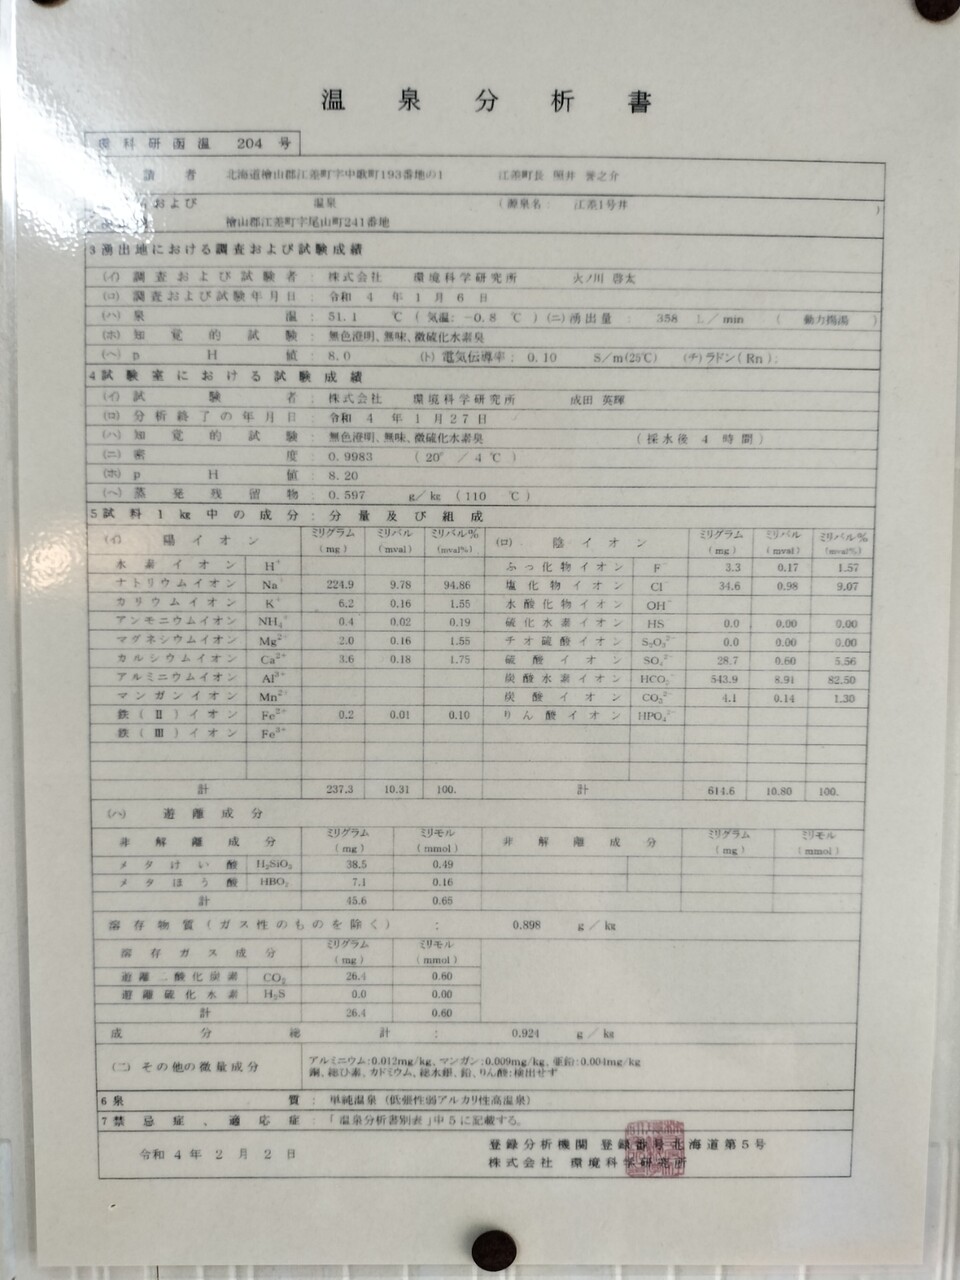 温泉分析書
環科研函温 204 号
請者 北海道檜山郡江差町字中歌町193番地の1 江差町長 照井 誉之介
および 温泉 (源泉名: 江差1号井 )
檜山郡江差町字尾山町241番地
3 湧出地における調査および試験成績
(イ) 調査および試験者 : 株式会社 環境科学研究所 火ノ川 啓太
(ロ) 調査および試験年月日 : 令和 4 年 1 月 6 日
(ハ) 泉温 : 51.1 ℃ (気温: -0.8 ℃) (ニ) 湧出量 : 358 L/min ( 動力揚湯 )
(ホ) 知覚的試験 : 無色澄明、無味、微硫化水素臭
(ヘ) pH値 : 8.0 (ト) 電気伝導率 : 0.10 S/m(25℃) (チ) ラドン(Rn) :
4 試験室における試験成績
(イ) 試験者 : 株式会社 環境科学研究所 成田 英輝
(ロ) 分析終了の年月日 : 令和 4 年 1 月 27 日
(ハ) 知覚的試験 : 無色澄明、無味、微硫化水素臭 (採水後 4 時間)
(ニ) 密度 : 0.9983 (20° / 4 ℃)
(ホ) pH値 : 8.20
(ヘ) 蒸発残留物 : 0.597 g/kg (110 ℃)
5 試料1kg中の成分 : 分量及び組成
(イ) 陽イオン ミリグラム(mg) ミリバル(mval) ミリバル%(mval%) (ロ) 陰イオン ミリグラム(mg) ミリバル(mval) ミリバル%(mval%)
水素イオン H⁺ ふっ化物イオン F⁻ 3.3 0.17 1.57
ナトリウムイオン Na⁺ 224.9 9.78 94.86 塩化物イオン Cl⁻ 34.6 0.98 9.07
カリウムイオン K⁺ 6.2 0.16 1.55 水酸化物イオン OH⁻
アンモニウムイオン NH₄⁺ 0.4 0.02 0.19 硫化水素イオン HS⁻ 0.0 0.00 0.00
マグネシウムイオン Mg²⁺ 2.0 0.16 1.55 チオ硫酸イオン S₂O₃²⁻ 0.0 0.00 0.00
カルシウムイオン Ca²⁺ 3.6 0.18 1.75 硫酸イオン SO₄²⁻ 28.7 0.60 5.56
アルミニウムイオン Al³⁺ 炭酸水素イオン HCO₃⁻ 543.9 8.91 82.50
マンガンイオン Mn²⁺ 炭酸イオン CO₃²⁻ 4.1 0.14 1.30
鉄(Ⅱ)イオン Fe²⁺ 0.2 0.01 0.10 りん酸イオン HPO₄²⁻
鉄(Ⅲ)イオン Fe³⁺
計 237.3 10.31 100. 計 614.6 10.80 100.
(ハ) 遊離成分
非解離成分 ミリグラム(mg) ミリモル(mmol) 非解離成分 ミリグラム(mg) ミリモル(mmol)
メタけい酸 H₂SiO₃ 38.5 0.49
メタほう酸 HBO₂ 7.1 0.16
計 45.6 0.65
溶存物質(ガス性のものを除く) : 0.898 g/kg
溶存ガス成分 ミリグラム(mg) ミリモル(mmol)
遊離二酸化炭素 CO₂ 26.4 0.60
遊離硫化水素 H₂S 0.0 0.00
計 26.4 0.60
成分総計 : 0.924 g/kg
(ニ) その他の微量成分 アルミニウム:0.012mg/kg、マンガン:0.009mg/kg、亜鉛:0.004mg/kg
銅、総ひ素、カドミウム、総水銀、鉛、りん酸:検出せず
6 泉質 : 単純温泉(低張性弱アルカリ性高温泉)
7 禁忌症、適応症 : 「温泉分析書別表」中5に記載する。
令和 4 年 2 月 2 日
登録分析機関 登録番号 北海道第5号
株式会社 環境科学研究所